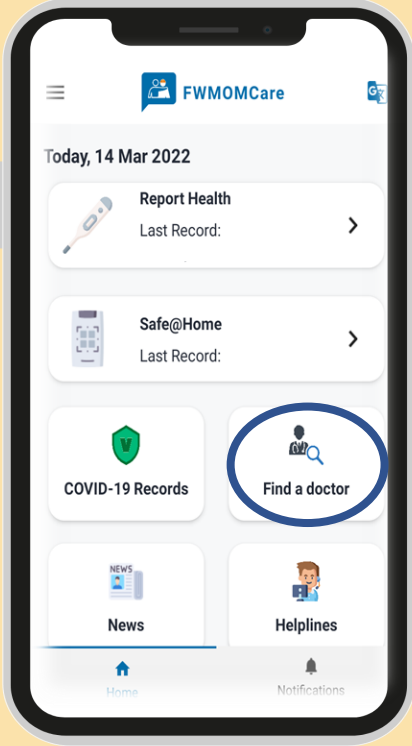 FWMOMCare
G
Today, 14 Mar 2022
Report Health
Last Record:
Safe@Home
Last Record:
V
COVID-19 Records
Find a doctor
NEWS
News
Helplines
Home
Notifications